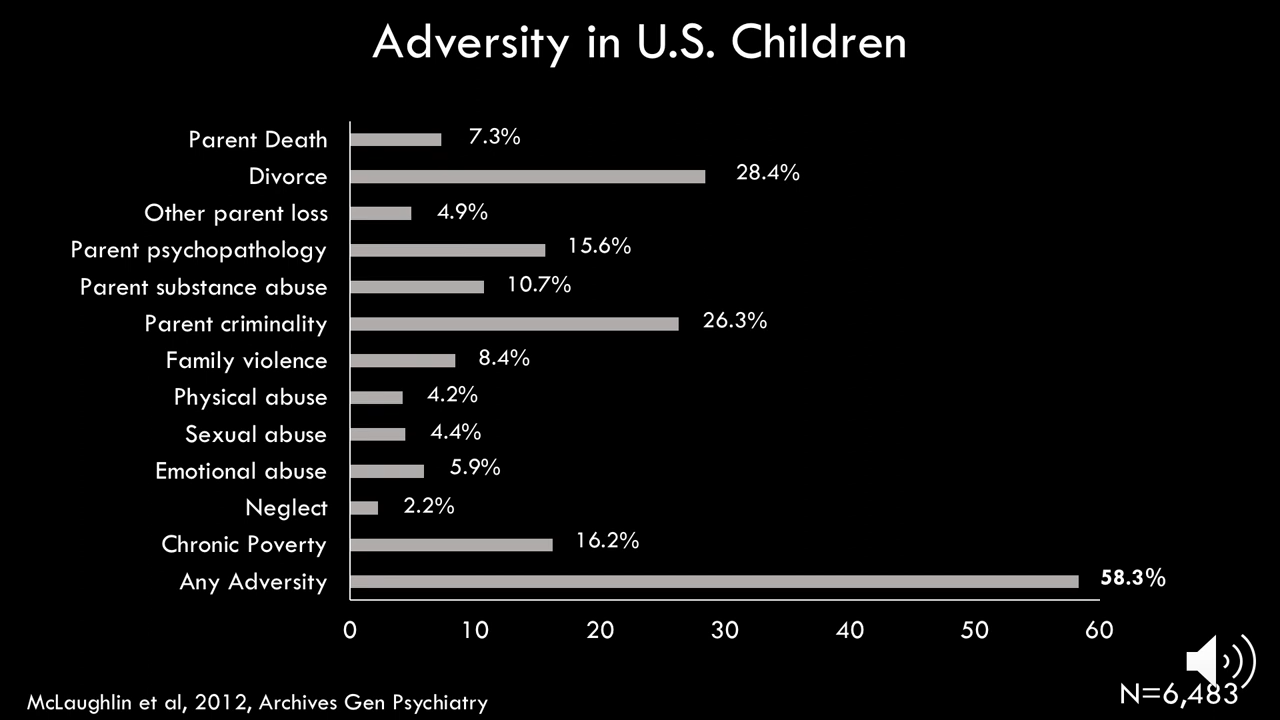 Adversity in U.S. Children
Parent Death 7.3%
Divorce 28.4%
Other parent loss 4.9%
Parent psychopathology 15.6%
Parent substance abuse 10.7%
Parent criminality 26.3%
Family violence 8.4%
Physical abuse 4.2%
Sexual abuse 4.4%
Emotional abuse 5.9%
Neglect 2.2%
Chronic Poverty 16.2%
Any Adversity 58.3%
0 10 20 30 40 50 60
N=6,483
McLaughlin et al, 2012, Archives Gen Psychiatry